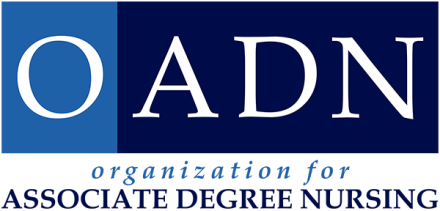 OADN
organization for
ASSOCIATE DEGREE NURSING